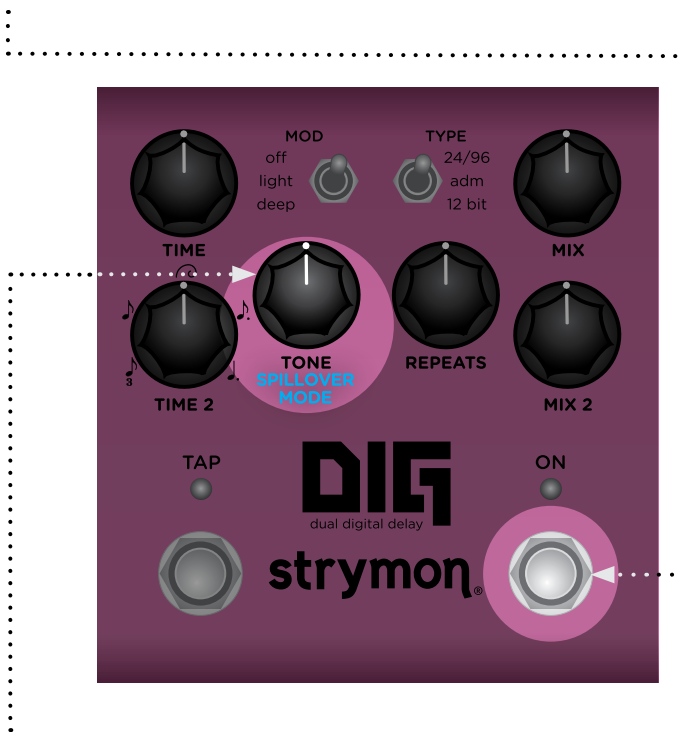 MOD
TYPE
off
24/96
light
adm
deep
12 bit
TIME
MIX
3
TONE
SPILLOVER
MODE
REPEATS
TIME 2
MIX 2
TAP
ON
DIG
dual digital delay
strymon®